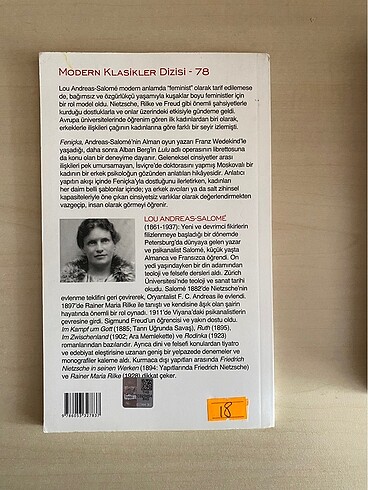 MODERN KLASİKLER DİZİSİ - 78
Lou Andreas-Salomé modern anlamda "feminist" olarak tarif edilemese
de, bağımsız ve özgürlükçü yaşamıyla kuşaklar boyu feministler için
bir rol model oldu. Nietzsche, Rilke ve Freud gibi önemli şahsiyetlerle
kurduğu dostluklarla ve onlar üzerindeki etkisiyle gündeme geldi.
Avrupa üniversitelerinde öğrenim gören ilk kadınlardan biri olarak,
erkeklerle ilişkileri çağının kadınlarına göre farklı bir seyir izlemişti.
Feniçka, Andreas-Salomé'nin Alman oyun yazarı Franz Wedekind'le
yaşadığı, daha sonra Alban Berg'in Lulu adlı operasının librettosuna
da konu olan bir deneyime dayanır. Geleneksel cinsiyetler arası
ilişkileri pek umursamayan, İsviçre'de doktorasını yapmış Moskovalı bir
kadının bir erkek psikoloğun gözünden anlatılan hikâyesidir. Anlatıcı
yapıtın akışı içinde Feniçka'yla dostluğunu ilerletirken, kadınları
her daim belli şablonlar içinde; ya erkek avcıları ya da salt zihinsel
kapasiteleriyle öne çıkan cinsiyetsiz varlıklar olarak değerlendirmekten
vazgeçip, insan olarak görmeyi öğrenir.
LOU ANDREAS-SALOMÉ
(1861-1937): Yeni ve devrimci fikirlerin
filizlenmeye başladığı bir dönemde
Petersburg'da dünyaya gelen yazar
ve psikanalist Salomé, küçük yaşta
Almanca ve Fransızca öğrendi. On
yedi yaşındayken bir din adamından
teoloji ve felsefe dersleri aldı. Zürich
Üniversitesi'nde teoloji ve sanat tarihi
okudu. Salomé 1882'de Nietzsche'nin
evlenme teklifini geri çevirerek, Oryantalist F. C. Andreas ile evlendi.
1897'de Rainer Maria Rilke ile tanıştı ve kendisine âşık olan şairin
hayatında önemli bir rol oynadı. 1911'de Viyana'daki psikanalistlerin
çevresine girdi. Sigmund Freud'un öğrencisi ve yakın dostu oldu.
Im Kampf um Gott (1885; Tanrı Uğrunda Savaş), Ruth (1895),
Im Zwischenland (1902; Ara Memlekette) ve Rodinka (1923)
romanlarından bazılarıdır. Ayrıca dini ve felsefi konulardan tiyatro
ve edebiyat eleştirisine uzanan geniş bir yelpazede denemeler ve
monografiler kaleme aldı. Kurmaca dışı yapıtları arasında Friedrich
Nietzsche in seinen Werken (1894: Yapıtlarında Friedrich Nietzsche)
ve Rainer Maria Rilke (1928) dikkat çeker.
18